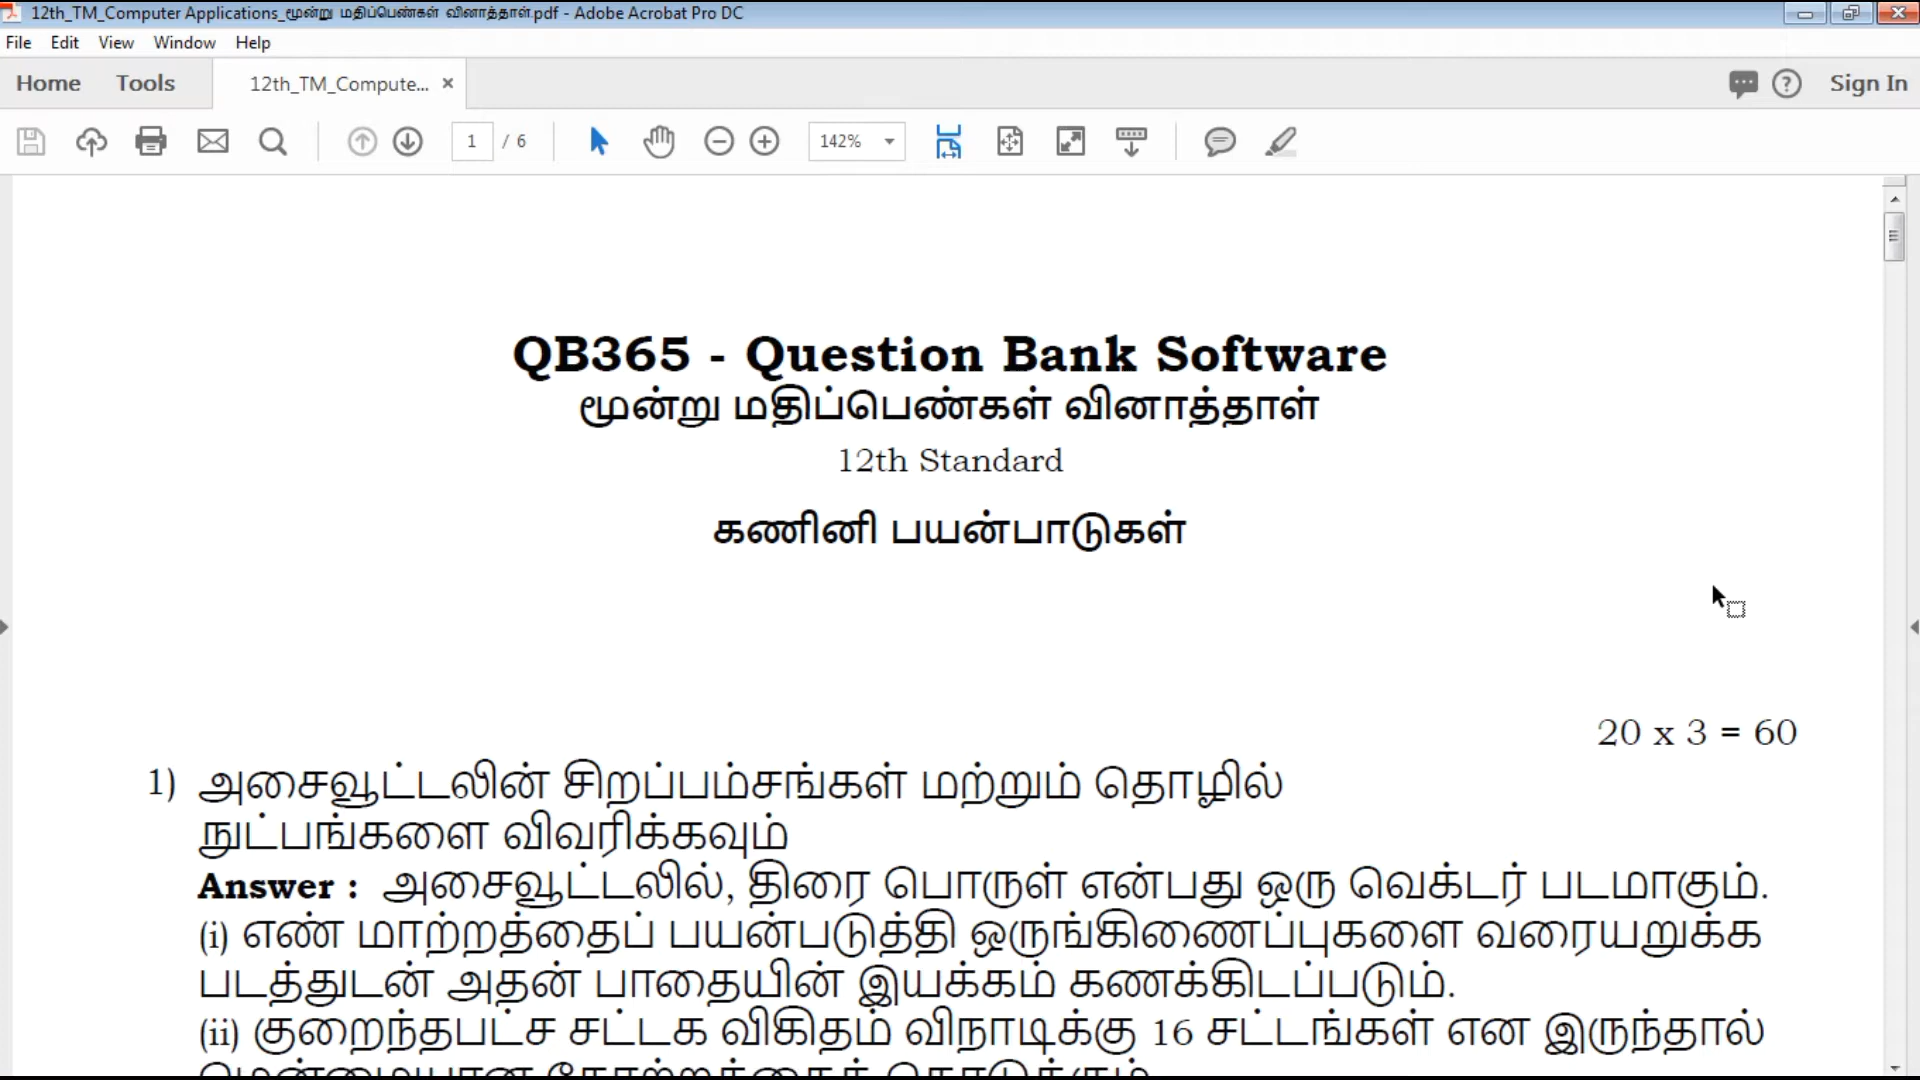 12th_TM_Computer Applications_மூன்று மதிப்பெண்கள் வினாத்தாள்.pdf - Adobe Acrobat Pro DC
File Edit View Window Help
Home Tools 12th_TM_Compute... × Sign In
1 / 6 142%
QB365 - Question Bank Software
மூன்று மதிப்பெண்கள் வினாத்தாள்
12th Standard
கணினி பயன்பாடுகள்
20 x 3 = 60
1) அசைவூட்டலின் சிறப்பம்சங்கள் மற்றும் தொழில்
நுட்பங்களை விவரிக்கவும்
Answer : அசைவூட்டலில், திரை பொருள் என்பது ஒரு வெக்டர் படமாகும்.
(i) எண் மாற்றத்தைப் பயன்படுத்தி ஒருங்கிணைப்புகளை வரையறுக்க
படத்துடன் அதன் பாதையின் இயக்கம் கணக்கிடப்படும்.
(ii) குறைந்தபட்ச சட்டக விகிதம் விநாடிக்கு 16 சட்டங்கள் என இருந்தால்